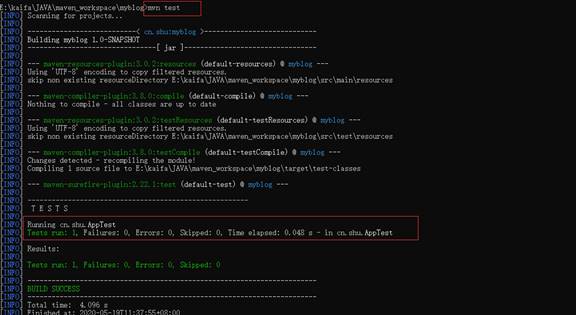 E:\kaifa\JAVA\maven_workspace\myblog>mvn test
[INFO] Scanning for projects...
[INFO]
[INFO] ----------------------------< cn.shu:myblog >----------------------------
[INFO] Building myblog 1.0-SNAPSHOT
[INFO] --------------------------------[ jar ]---------------------------------
[INFO]
[INFO] --- maven-resources-plugin:3.0.2:resources (default-resources) @ myblog ---
[INFO] Using 'UTF-8' encoding to copy filtered resources.
[INFO] skip non existing resourceDirectory E:\kaifa\JAVA\maven_workspace\myblog\src\main\resources
[INFO]
[INFO] --- maven-compiler-plugin:3.8.0:compile (default-compile) @ myblog ---
[INFO] Nothing to compile - all classes are up to date
[INFO]
[INFO] --- maven-resources-plugin:3.0.2:testResources (default-testResources) @ myblog ---
[INFO] Using 'UTF-8' encoding to copy filtered resources.
[INFO] skip non existing resourceDirectory E:\kaifa\JAVA\maven_workspace\myblog\src\test\resources
[INFO]
[INFO] --- maven-compiler-plugin:3.8.0:testCompile (default-testCompile) @ myblog ---
[INFO] Changes detected - recompiling the module!
[INFO] Compiling 1 source file to E:\kaifa\JAVA\maven_workspace\myblog\target\test-classes
[INFO]
[INFO] --- maven-surefire-plugin:2.22.1:test (default-test) @ myblog ---
[INFO]
[INFO] -------------------------------------------------------
[INFO] T E S T S
[INFO] -------------------------------------------------------
[INFO] Running cn.shu.AppTest
[INFO] Tests run: 1, Failures: 0, Errors: 0, Skipped: 0, Time elapsed: 0.048 s - in cn.shu.AppTest
[INFO]
[INFO] Results:
[INFO]
[INFO] Tests run: 1, Failures: 0, Errors: 0, Skipped: 0
[INFO]
[INFO] ------------------------------------------------------------------------
[INFO] BUILD SUCCESS
[INFO] ------------------------------------------------------------------------
[INFO] Total time: 4.096 s
[INFO] Finished at: 2020-05-19T11:37:55+08:00